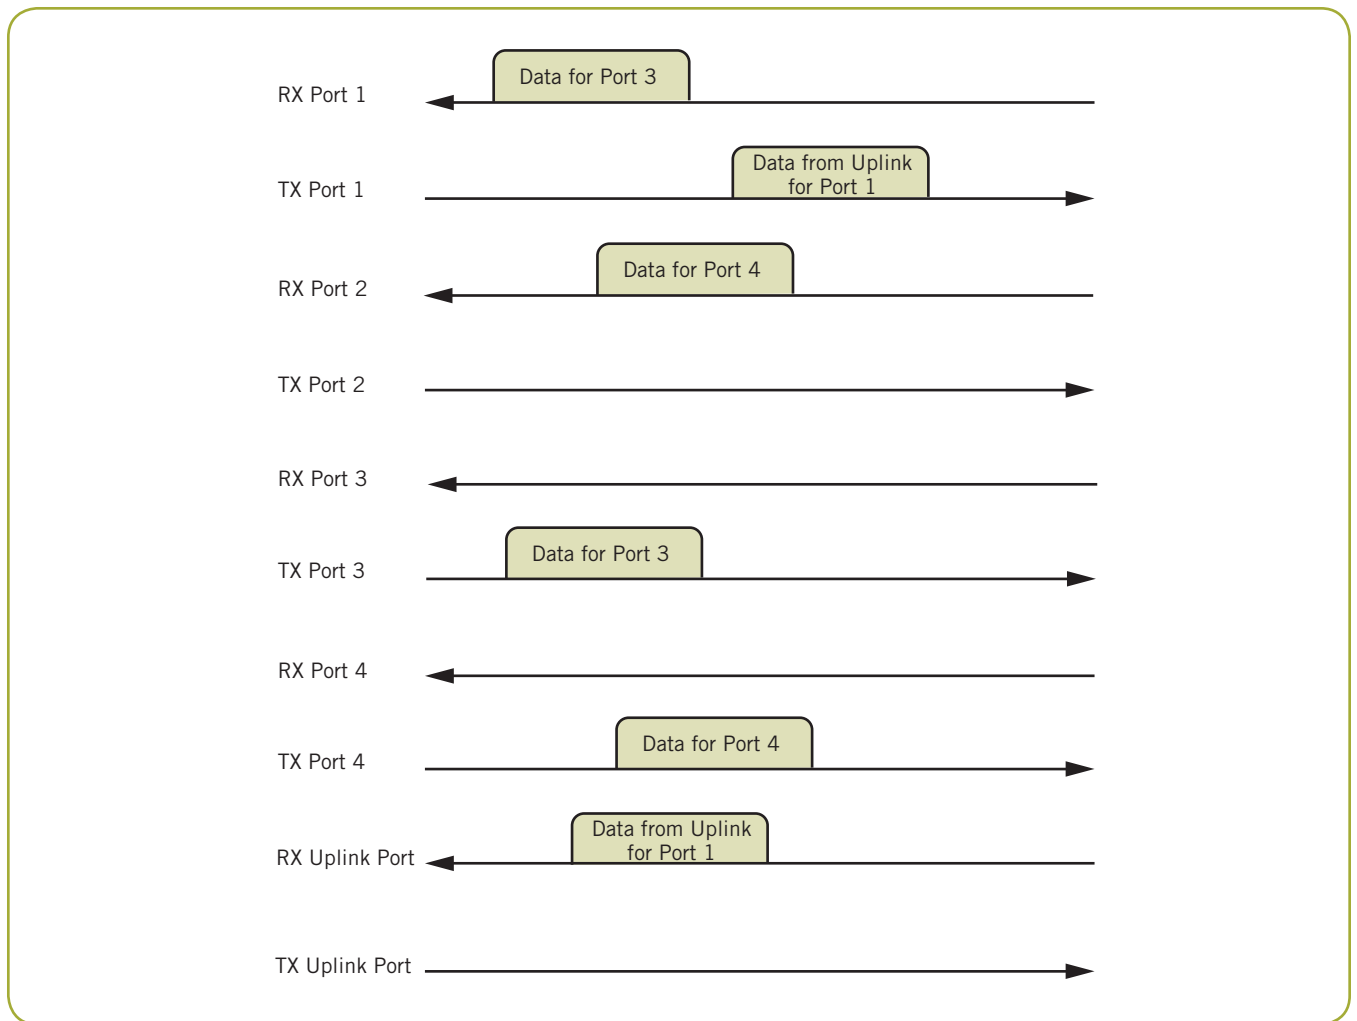 RX Port 1
Data for Port 3
TX Port 1
Data from Uplink
for Port 1
RX Port 2
Data for Port 4
TX Port 2
RX Port 3
TX Port 3
Data for Port 3
RX Port 4
TX Port 4
Data for Port 4
RX Uplink Port
Data from Uplink
for Port 1
TX Uplink Port